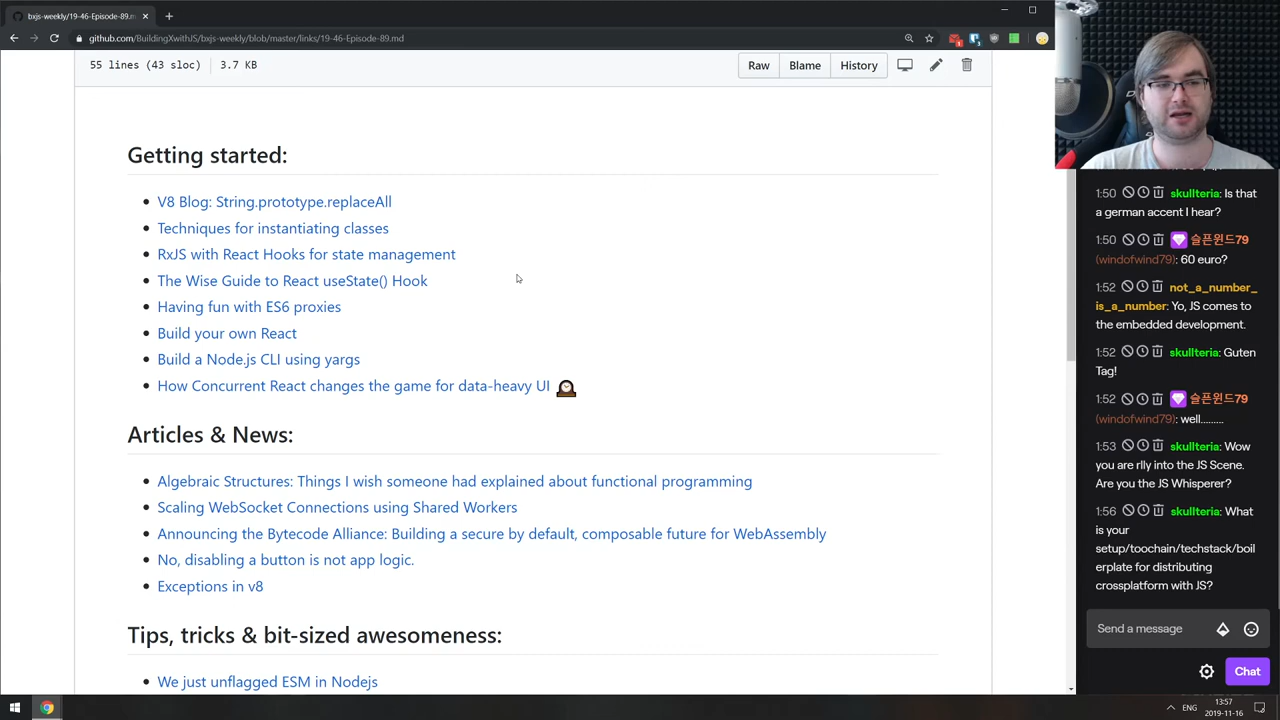 bxjs-weekly/19-46-Episode-89.m
github.com/BuildingXwithJS/bxjs-weekly/blob/master/links/19-46-Episode-89.md
55 lines (43 sloc) 3.7 KB
Raw Blame History
Getting started:
V8 Blog: String.prototype.replaceAll
Techniques for instantiating classes
RxJS with React Hooks for state management
The Wise Guide to React useState() Hook
Having fun with ES6 proxies
Build your own React
Build a Node.js CLI using yargs
How Concurrent React changes the game for data-heavy UI 🕰
Articles & News:
Algebraic Structures: Things I wish someone had explained about functional programming
Scaling WebSocket Connections using Shared Workers
Announcing the Bytecode Alliance: Building a secure by default, composable future for WebAssembly
No, disabling a button is not app logic.
Exceptions in v8
Tips, tricks & bit-sized awesomeness:
We just unflagged ESM in Nodejs
1:50 skullteria: Is that
a german accent I hear?
1:50 슬픈윈드79
(windofwind79): 60 euro?
1:52 not_a_number_
is_a_number: Yo, JS comes to
the embedded development.
1:52 skullteria: Guten
Tag!
1:52 슬픈윈드79
(windofwind79): well.........
1:53 skullteria: Wow
you are rlly into the JS Scene.
Are you the JS Whisperer?
1:56 skullteria: What
is your
setup/toochain/techstack/boil
erplate for distributing
crossplatform with JS?
Send a message
Chat
ENG
13:57
2019-11-16